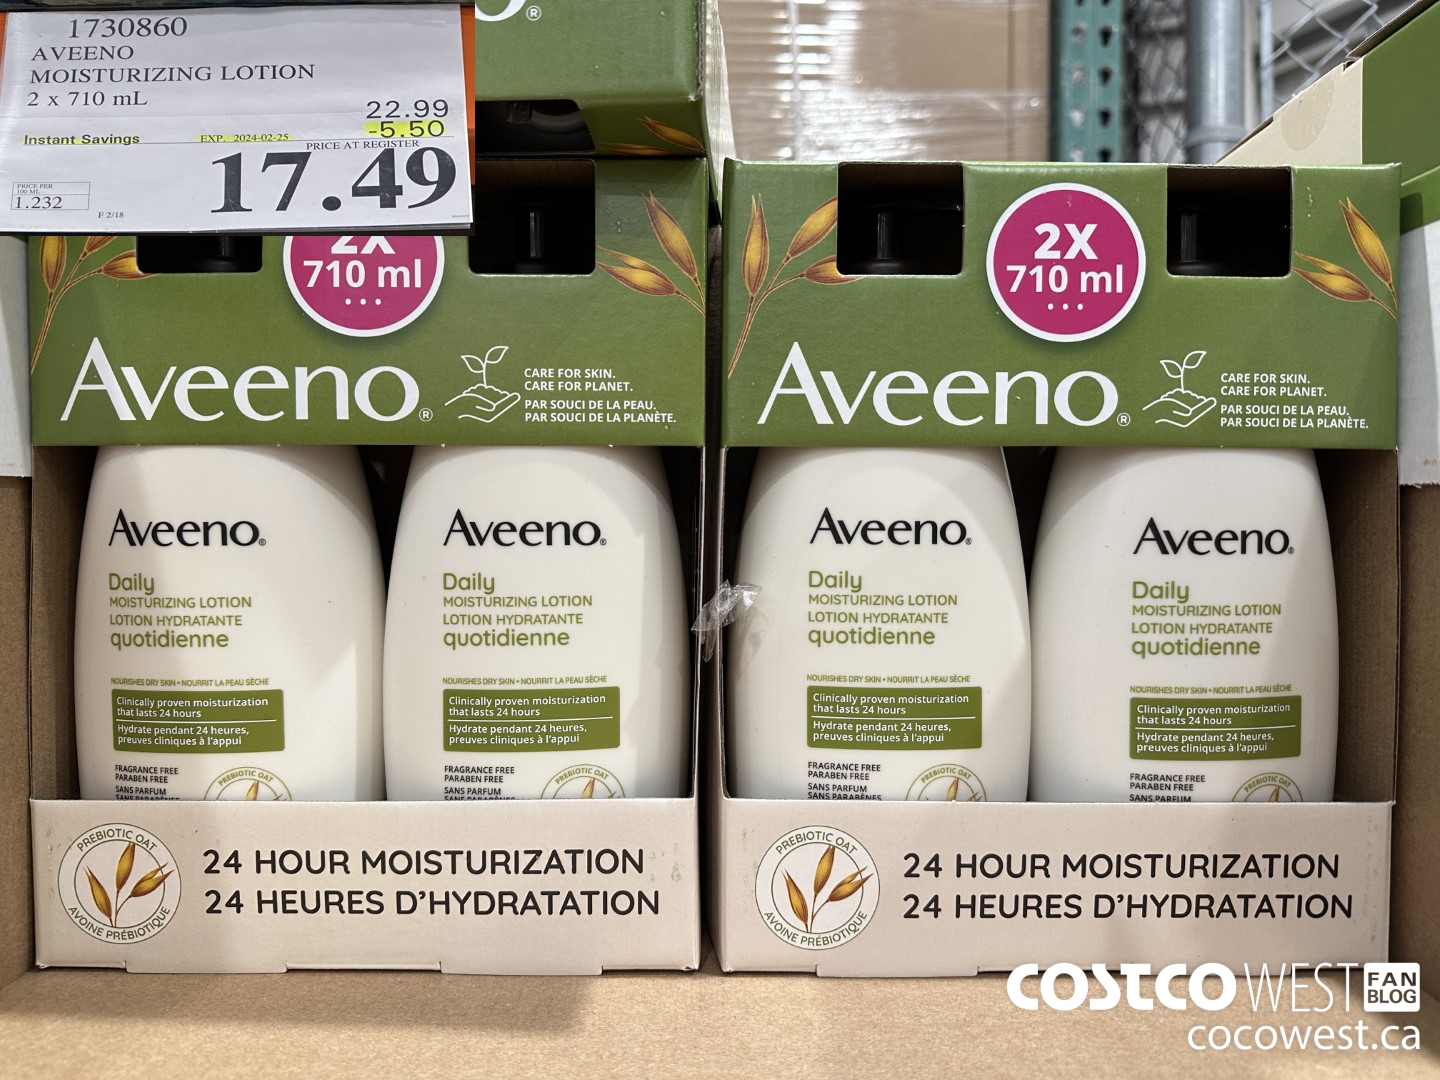 1730860
AVEENO
MOISTURIZING LOTION
2 x 710 mL
22.99
Instant Savings EXP. 2024-02-25 -5.50
PRICE AT REGISTER
17.49
PRICE PER
100 ML
1.232
F 2/18
®
2X
710 ml
...
Aveeno®
CARE FOR SKIN.
CARE FOR PLANET.
PAR SOUCI DE LA PEAU.
PAR SOUCI DE LA PLANÈTE.
2X
710 ml
...
Aveeno®
CARE FOR SKIN.
CARE FOR PLANET.
PAR SOUCI DE LA PEAU.
PAR SOUCI DE LA PLANÈTE.
Aveeno®
Daily
MOISTURIZING LOTION
LOTION HYDRATANTE
quotidienne
NOURISHES DRY SKIN • NOURRIT LA PEAU SÈCHE
Clinically proven moisturization
that lasts 24 hours
Hydrate pendant 24 heures,
preuves cliniques à l'appui
FRAGRANCE FREE
PARABEN FREE
SANS PARFUM
SANS PARABÈNES
PREBIOTIC OAT
Aveeno®
Daily
MOISTURIZING LOTION
LOTION HYDRATANTE
quotidienne
NOURISHES DRY SKIN • NOURRIT LA PEAU SÈCHE
Clinically proven moisturization
that lasts 24 hours
Hydrate pendant 24 heures,
preuves cliniques à l'appui
FRAGRANCE FREE
PARABEN FREE
SANS PARFUM
SANS PARABÈNES
PREBIOTIC OAT
Aveeno®
Daily
MOISTURIZING LOTION
LOTION HYDRATANTE
quotidienne
NOURISHES DRY SKIN • NOURRIT LA PEAU SÈCHE
Clinically proven moisturization
that lasts 24 hours
Hydrate pendant 24 heures,
preuves cliniques à l'appui
FRAGRANCE FREE
PARABEN FREE
SANS PARFUM
SANS PARABÈNES
PREBIOTIC OAT
Aveeno®
Daily
MOISTURIZING LOTION
LOTION HYDRATANTE
quotidienne
NOURISHES DRY SKIN • NOURRIT LA PEAU SÈCHE
Clinically proven moisturization
that lasts 24 hours
Hydrate pendant 24 heures,
preuves cliniques à l'appui
FRAGRANCE FREE
PARABEN FREE
SANS PARFUM
PREBIOTIC OAT
PREBIOTIC OAT
AVOINE PRÉBIOTIQUE
24 HOUR MOISTURIZATION
24 HEURES D'HYDRATATION
PREBIOTIC OAT
AVOINE PRÉBIOTIQUE
24 HOUR MOISTURIZATION
24 HEURES D'HYDRATATION
COSTCO WEST FAN BLOG
cocowest.ca